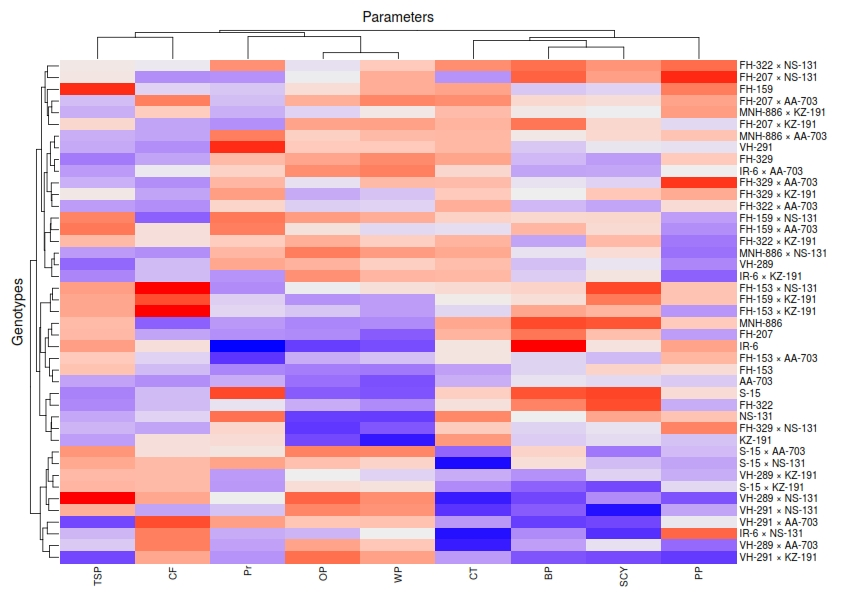 Parameters
FH-322 × NS-131
FH-207 × NS-131
FH-159
FH-207 × AA-703
MNH-886 × KZ-191
FH-207 × KZ-191
MNH-886 × AA-703
VH-291
FH-329
IR-6 × AA-703
FH-329 × AA-703
FH-329 × KZ-191
FH-322 × AA-703
FH-159 × NS-131
FH-159 × AA-703
FH-322 × KZ-191
MNH-886 × NS-131
VH-289
IR-6 × KZ-191
FH-153 × NS-131
FH-159 × KZ-191
FH-153 × KZ-191
MNH-886
FH-207
IR-6
FH-153 × AA-703
FH-153
AA-703
S-15
FH-322
NS-131
FH-329 × NS-131
KZ-191
S-15 × AA-703
S-15 × NS-131
VH-289 × KZ-191
S-15 × KZ-191
VH-289 × NS-131
VH-291 × NS-131
VH-291 × AA-703
IR-6 × NS-131
VH-289 × AA-703
VH-291 × KZ-191
Genotypes
TSP CF Pr OP WP CT BP SCY PP